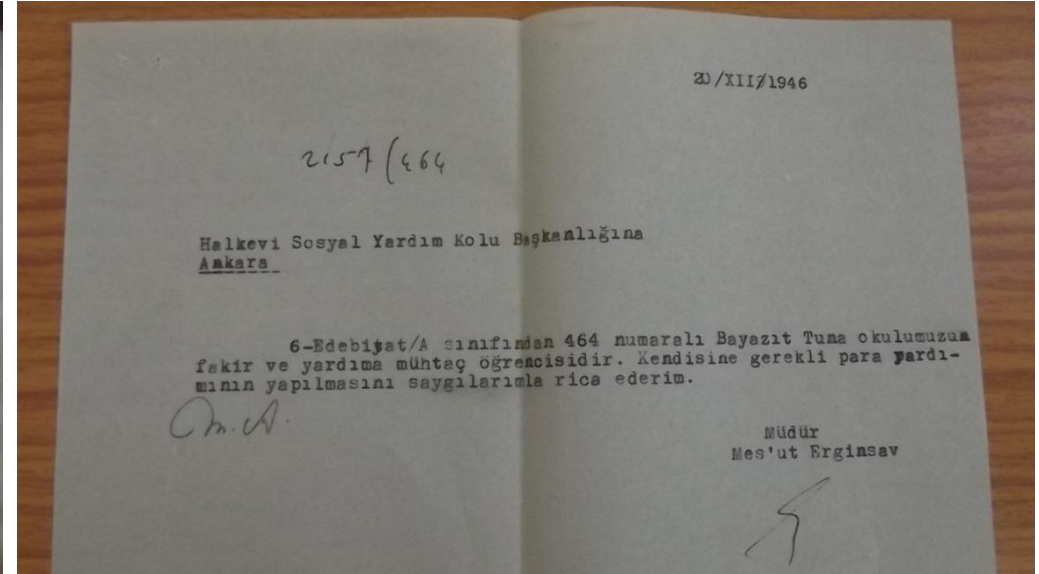 20/XII/1946
2157/464
Halkevi Sosyal Yardım Kolu Başkanlığına
Ankara
6-Edebiyat/A sınıfından 464 numaralı Bayazıt Tuna okulumuzun
fakir ve yardıma mühtaç öğrencisidir. Kendisine gerekli para yardı-
mının yapılmasını saygılarımla rica ederim.
M.A.
Müdür
Mes'ut Erginsav